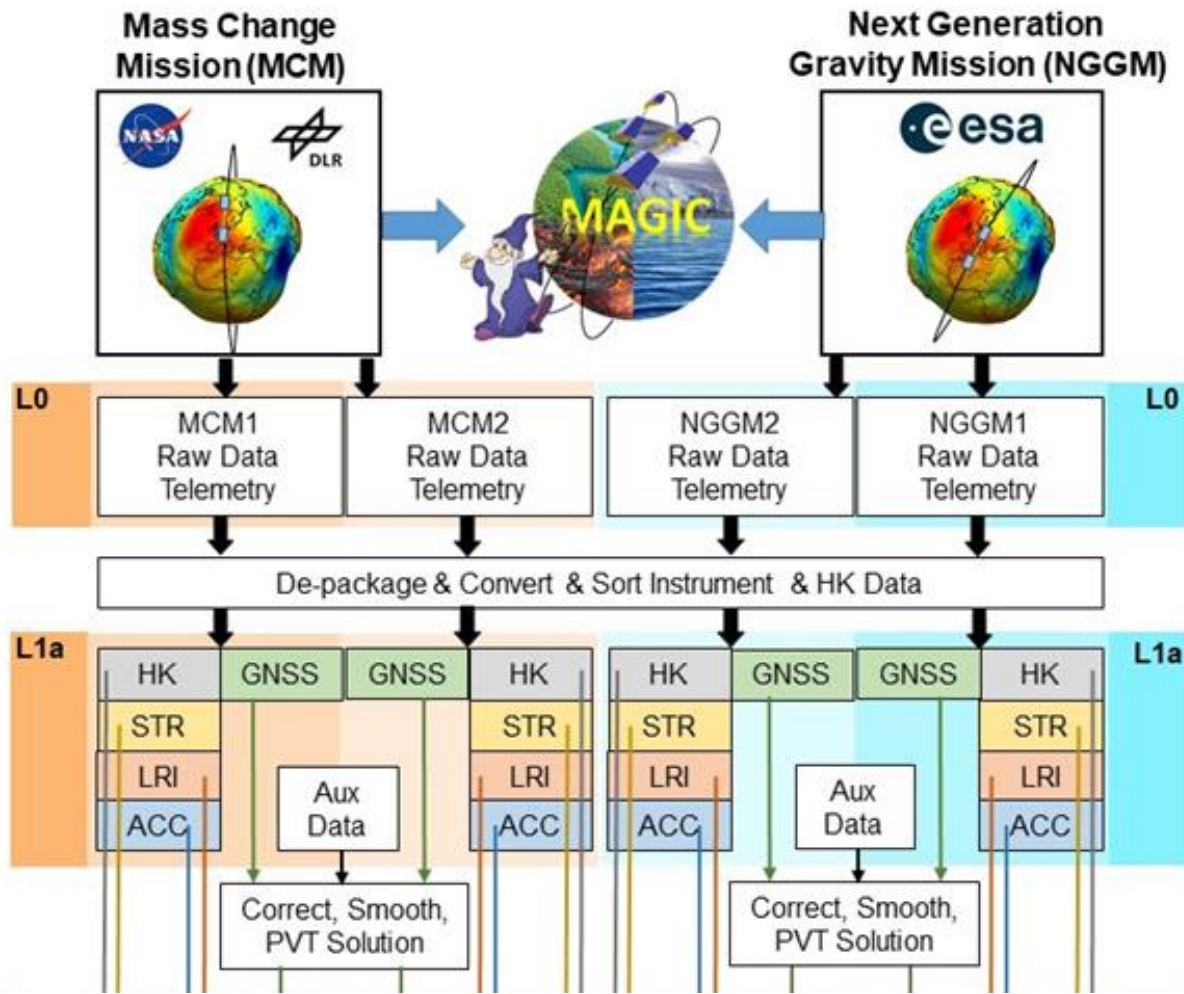 Mass Change
Mission (MCM)
Next Generation
Gravity Mission (NGGM)
NASA
DLR
esa
MAGIC
L0
MCM1
Raw Data
Telemetry
MCM2
Raw Data
Telemetry
NGGM2
Raw Data
Telemetry
NGGM1
Raw Data
Telemetry
L0
De-package & Convert & Sort Instrument & HK Data
L1a
HK
GNSS
GNSS
HK
HK
GNSS
GNSS
HK
L1a
STR
STR
STR
STR
LRI
LRI
LRI
LRI
ACC
Aux
Data
ACC
ACC
Aux
Data
ACC
Correct, Smooth,
PVT Solution
Correct, Smooth,
PVT Solution